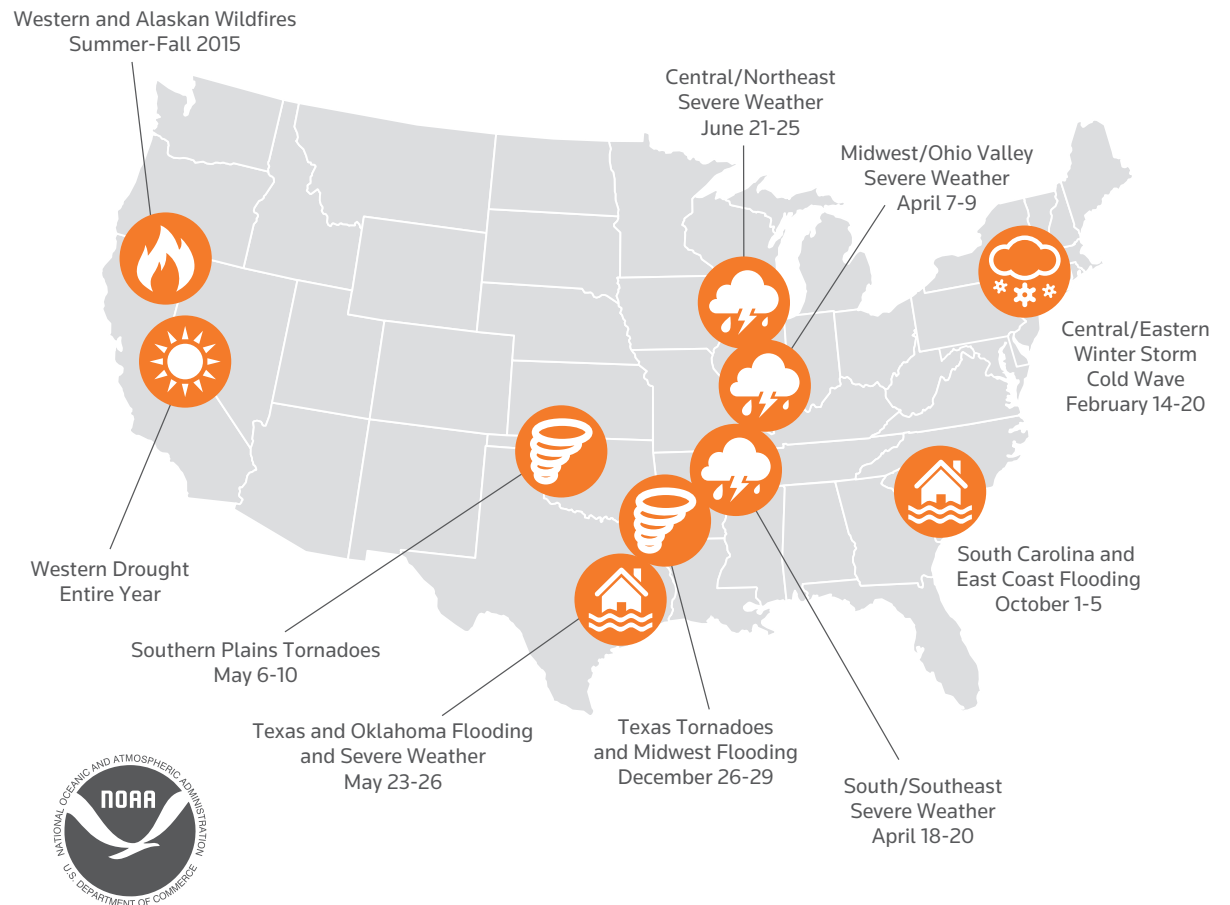 Western and Alaskan Wildfires
Summer-Fall 2015
Central/Northeast
Severe Weather
June 21-25
Midwest/Ohio Valley
Severe Weather
April 7-9
Central/Eastern
Winter Storm
Cold Wave
February 14-20
Western Drought
Entire Year
South Carolina and
East Coast Flooding
October 1-5
Southern Plains Tornadoes
May 6-10
Texas and Oklahoma Flooding
and Severe Weather
May 23-26
Texas Tornadoes
and Midwest Flooding
December 26-29
South/Southeast
Severe Weather
April 18-20
NATIONAL OCEANIC AND ATMOSPHERIC ADMINISTRATION
NOAA
U.S. DEPARTMENT OF COMMERCE